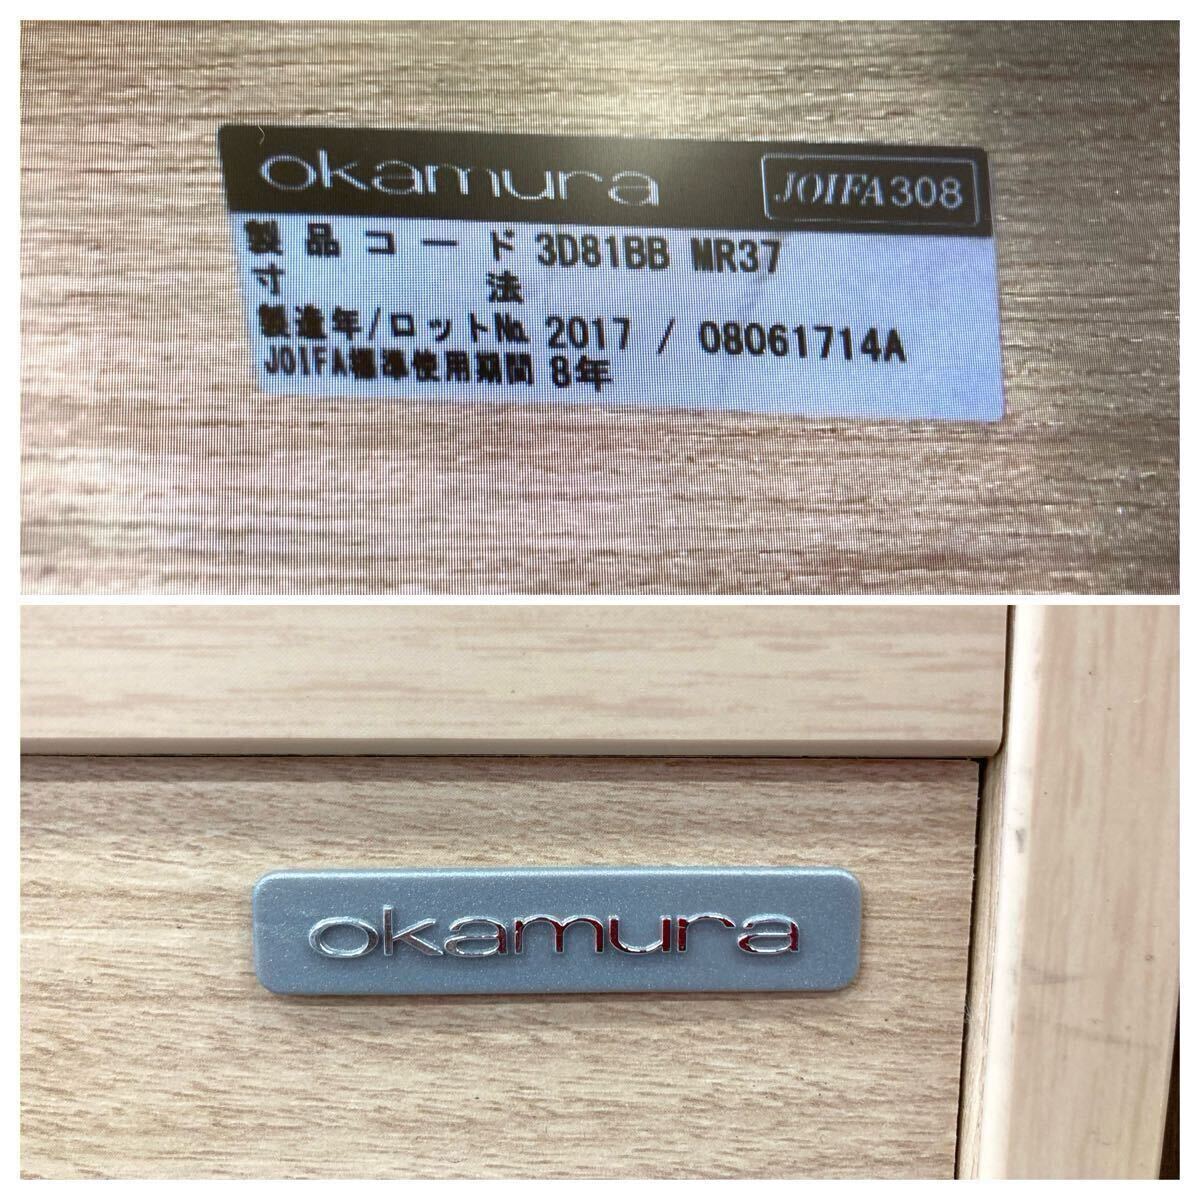 okamura JOIFA308
製品コード 3D81BB MR37
寸法
製造年/ロット№ 2017 / 08061714A
JOIFA標準使用期間 8年
okamura